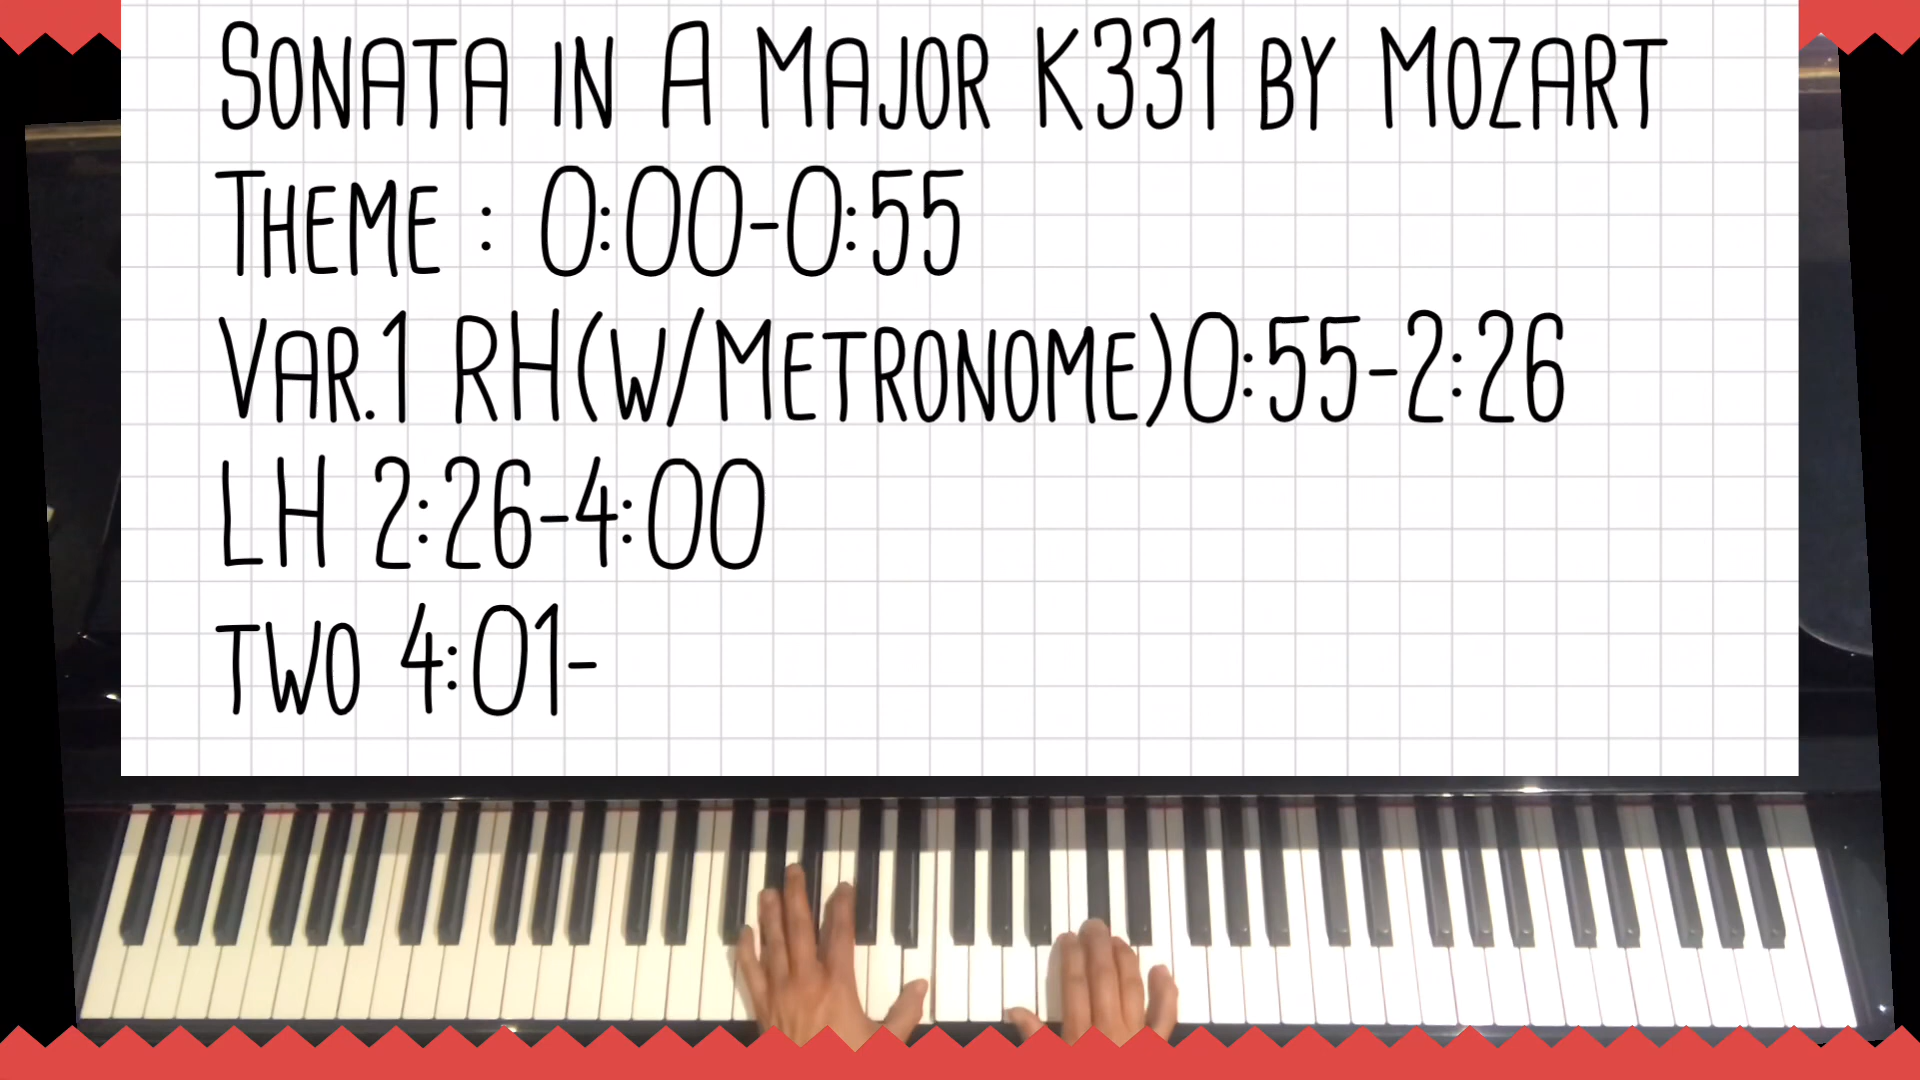 Sonata in A Major K331 by Mozart
Theme : 0:00-0:55
Var.1 RH(w/Metronome)0:55-2:26
LH 2:26-4:00
two 4:01-